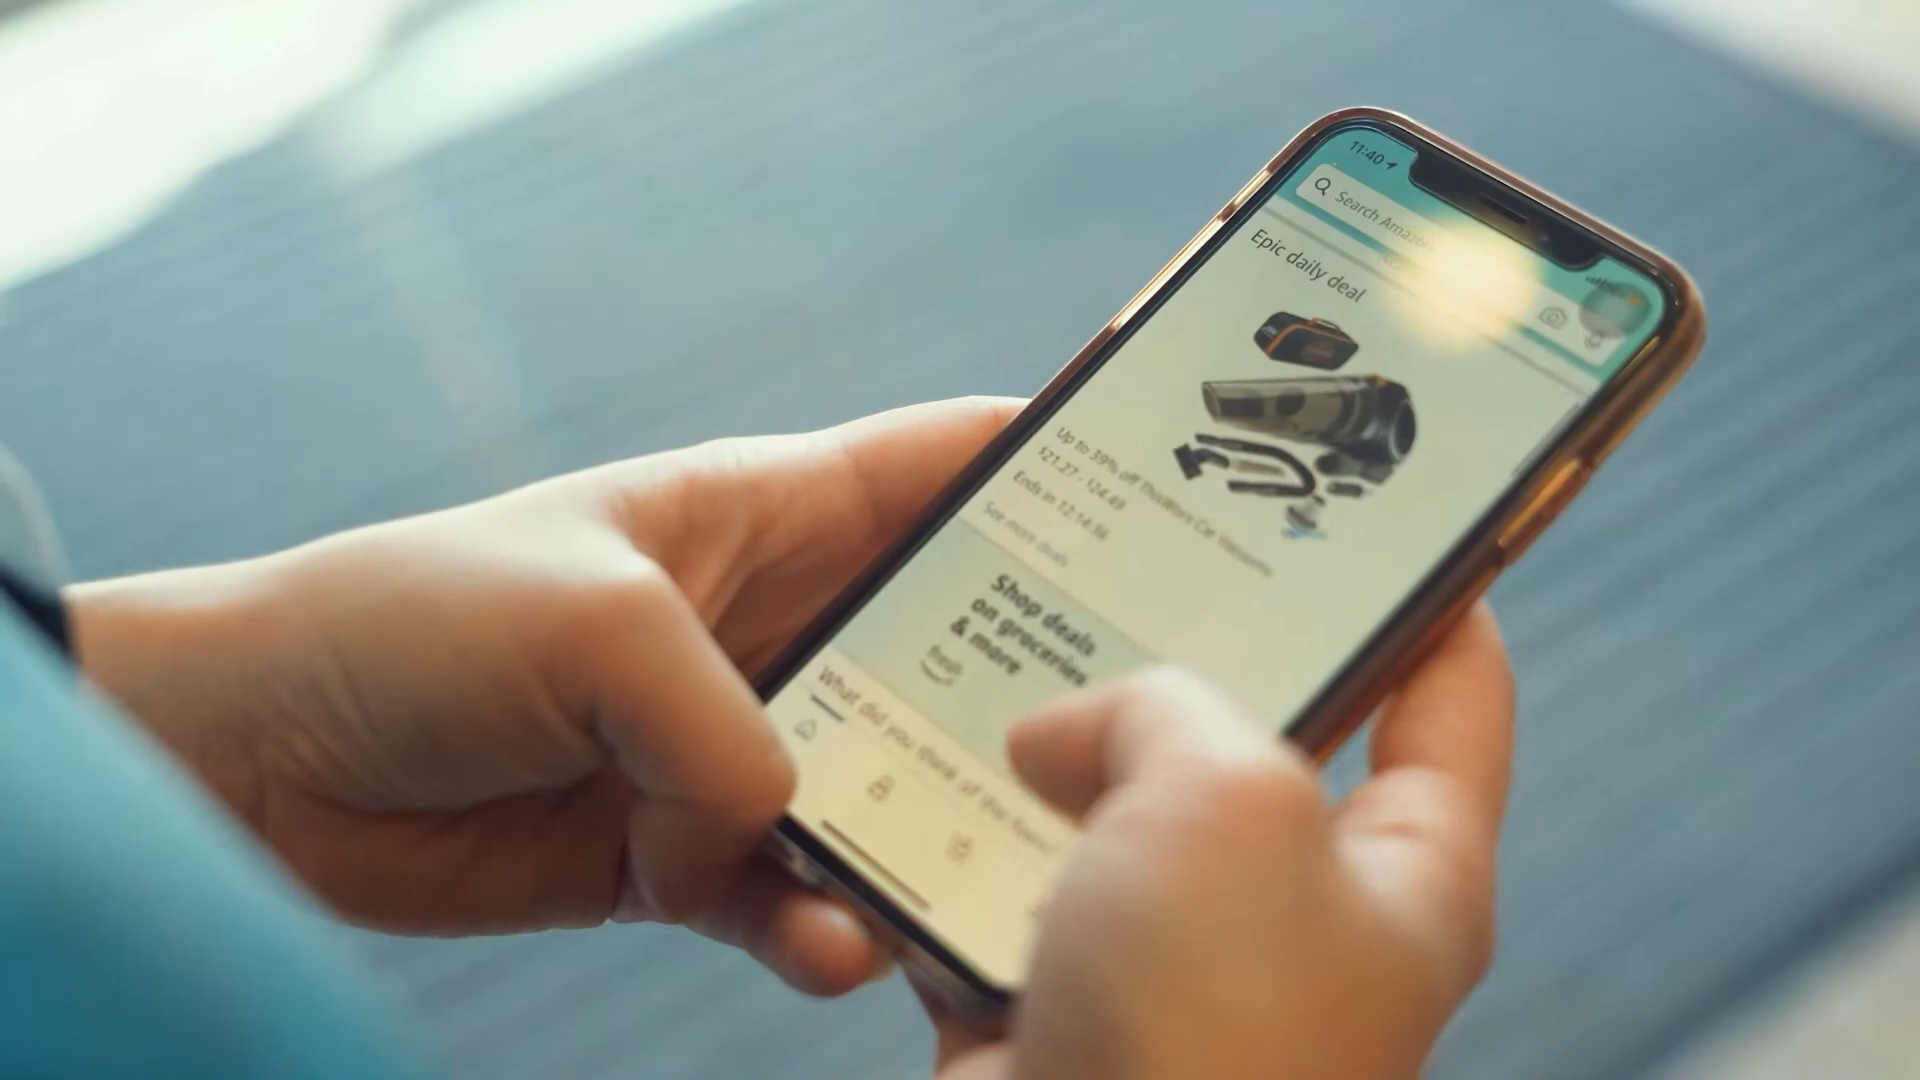 11:40
Search Amazon
Epic daily deal
Up to 39% off ThisWorx Car Vacuums
$21.27 - $24.49
Ends in 12:14:36
See more deals
Shop deals
on groceries
& more
fresh
What did you think of the